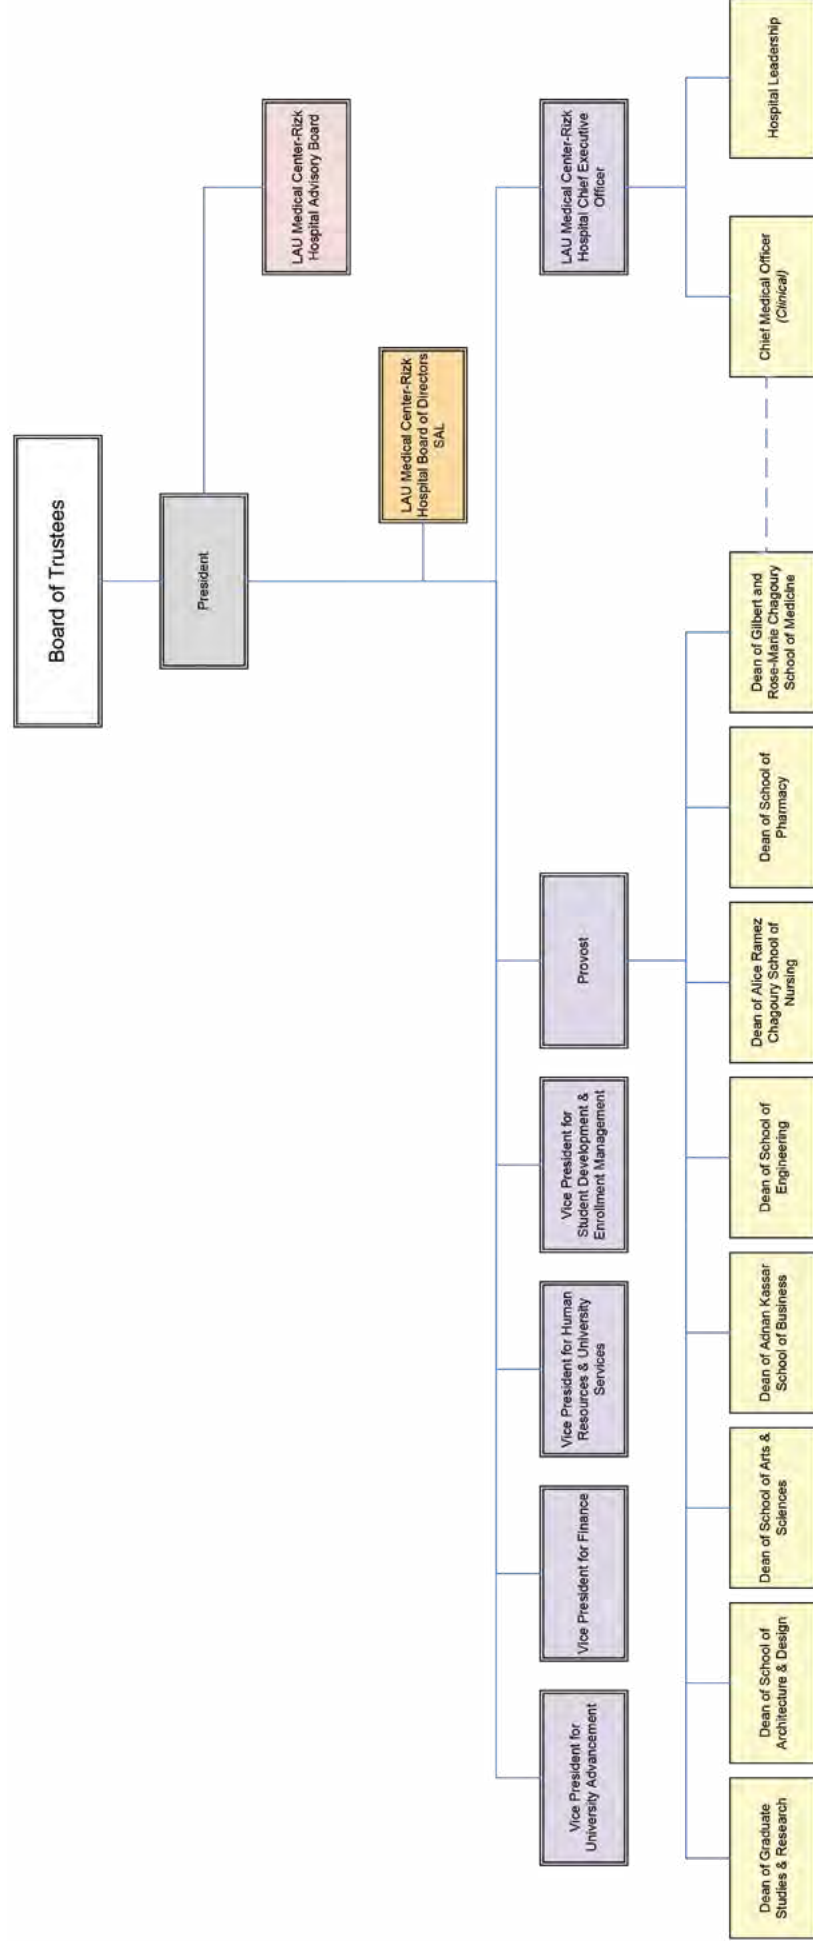 Board of Trustees
President
LAU Medical Center-Rizk
Hospital Advisory Board
LAU Medical Center-Rizk
Hospital Board of Directors
SAL
Vice President for
University Advancement
Vice President for Finance
Vice President for Human
Resources & University
Services
Vice President for
Student Development &
Enrollment Management
Provost
LAU Medical Center-Rizk
Hospital Chief Executive
Officer
Dean of Graduate
Studies & Research
Dean of School of
Architecture & Design
Dean of School of Arts &
Sciences
Dean of Adnan Kassar
School of Business
Dean of School of
Engineering
Dean of Alice Ramez
Chagoury School of
Nursing
Dean of School of
Pharmacy
Dean of Gilbert and
Rose-Marie Chagoury
School of Medicine
Chief Medical Officer
(Clinical)
Hospital Leadership